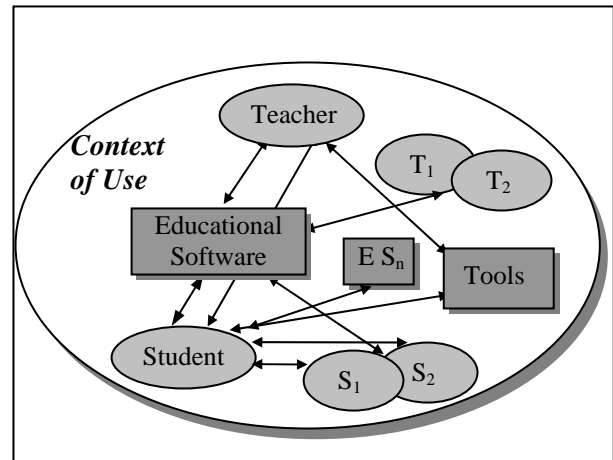 Teacher
Context
of Use
T₁
T₂
Educational
Software
E Sₙ
Tools
Student
S₁
S₂